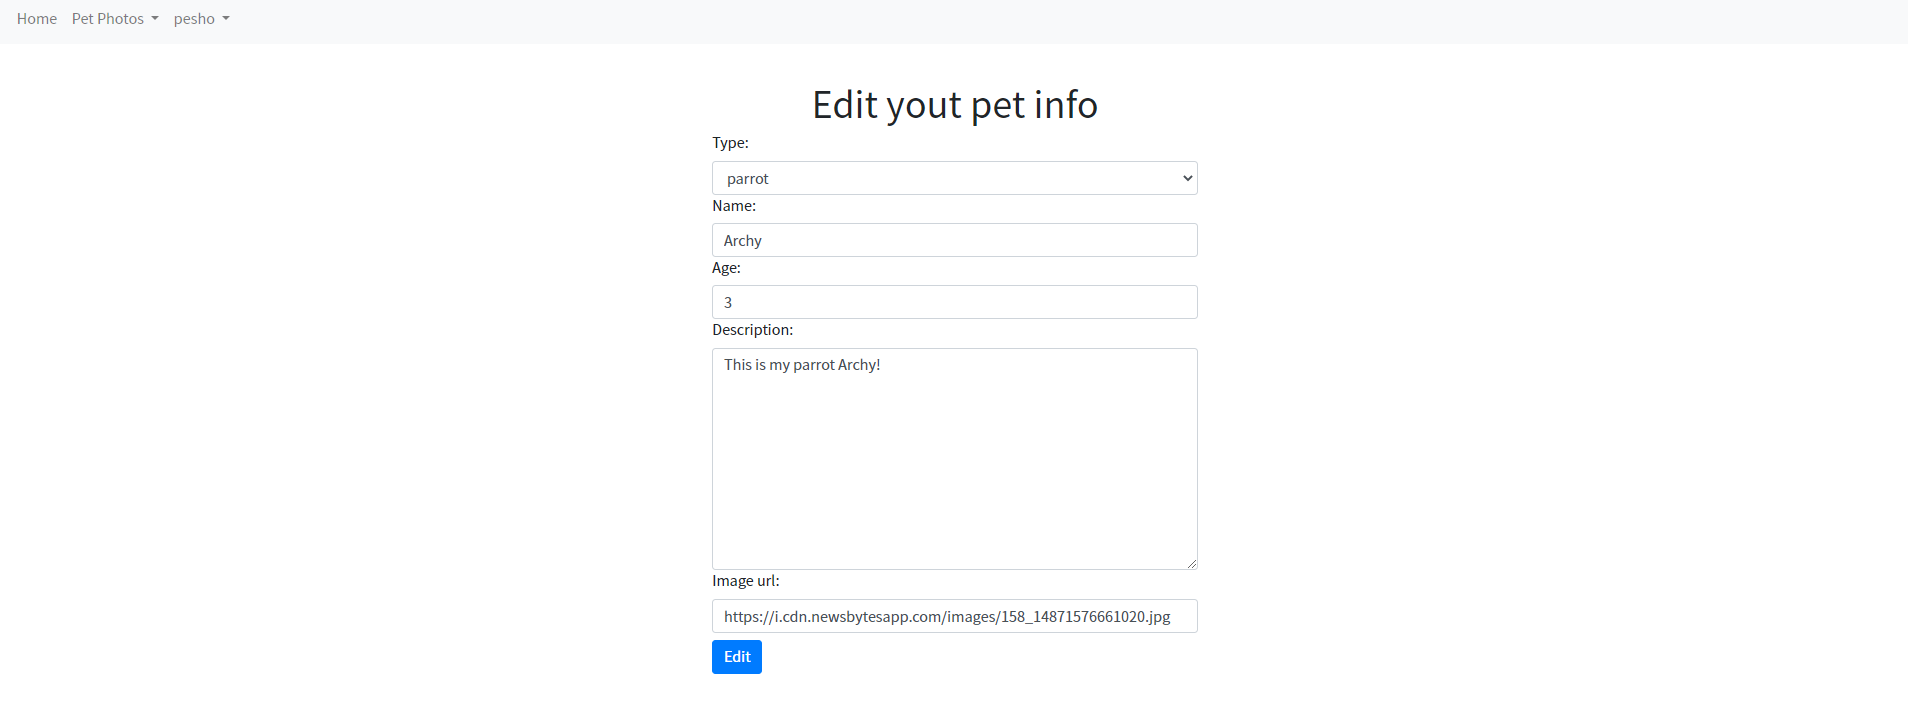 Home Pet Photos pesho
Edit yout pet info
Type:
parrot
Name:
Archy
Age:
3
Description:
This is my parrot Archy!
Image url:
https://i.cdn.newsbytesapp.com/images/158_14871576661020.jpg
Edit